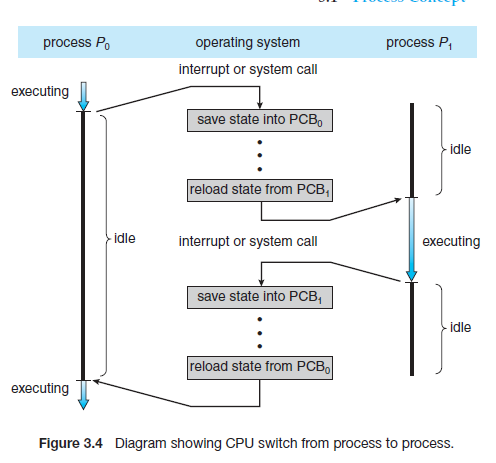 Process Concept
process P0 operating system process P1
interrupt or system call
executing
save state into PCB0
idle
reload state from PCB1
idle interrupt or system call executing
save state into PCB1
idle
reload state from PCB0
executing
Figure 3.4 Diagram showing CPU switch from process to process.